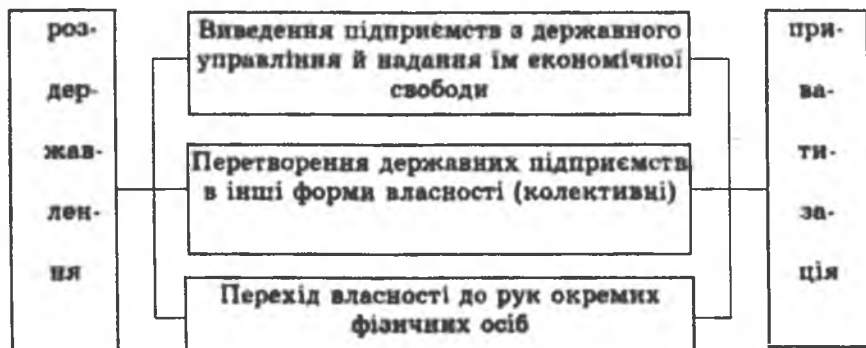 роз-
дер-
жав-
лен-
ня
Виведення підприємств з державного
управління й надання їм економічної
свободи
Перетворення державних підприємств
в інші форми власності (колективні)
Перехід власності до рук окремих
фізичних осіб
при-
ва-
ти-
за-
ція